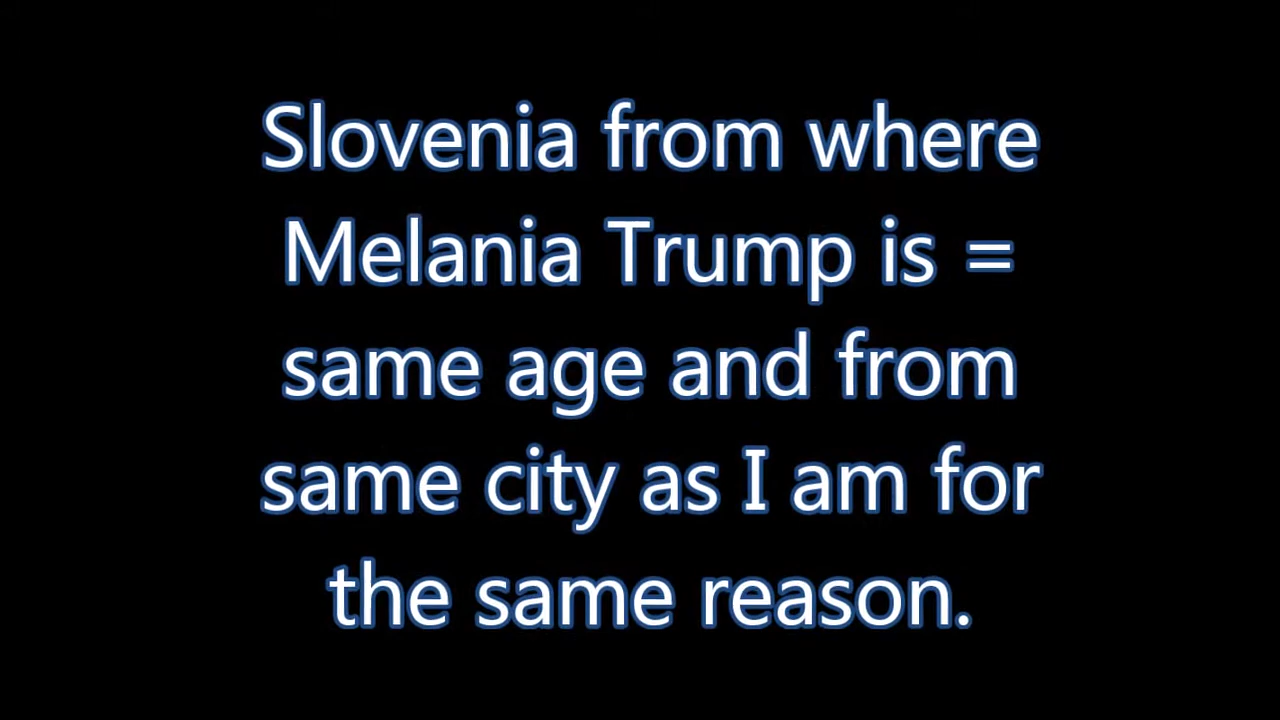 Slovenia from where
Melania Trump is =
same age and from
same city as I am for
the same reason.